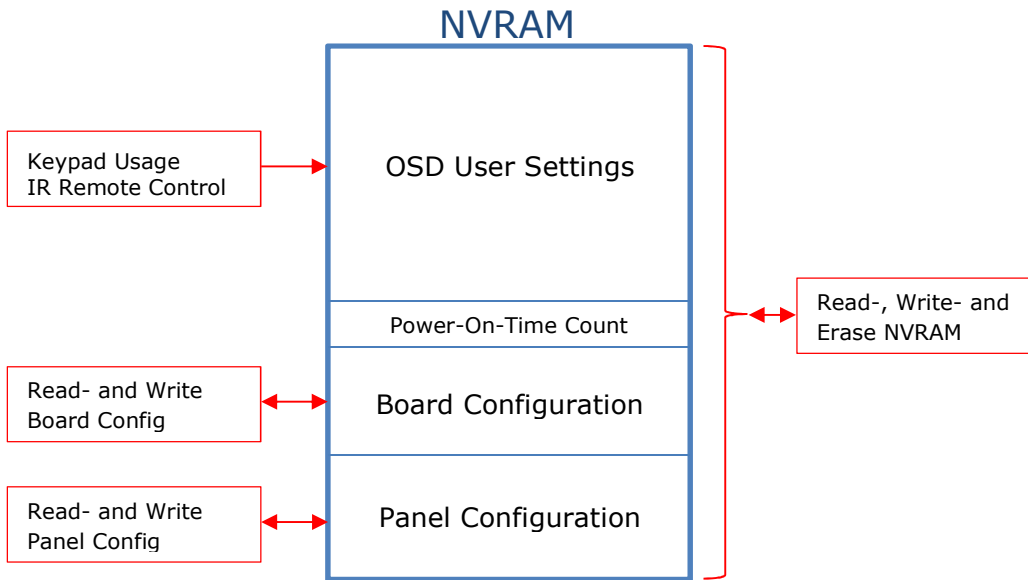 NVRAM
Keypad Usage
IR Remote Control
OSD User Settings
Power-On-Time Count
Read-, Write- and
Erase NVRAM
Read- and Write
Board Config
Board Configuration
Read- and Write
Panel Config
Panel Configuration